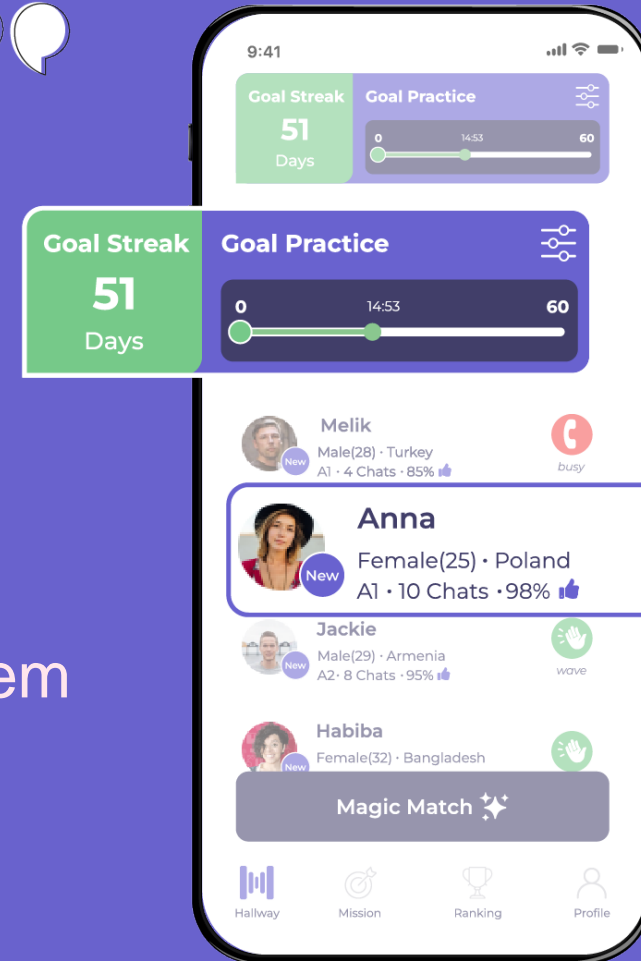 9:41
Goal Streak
51
Days
Goal Practice
0 14:53 60
Goal Streak
51
Days
Goal Practice
0 14:53 60
Melik
Male(28) · Turkey
A1 · 4 Chats · 85%
New
busy
Anna
Female(25) · Poland
A1 · 10 Chats · 98%
New
em
Jackie
Male(29) · Armenia
A2 · 8 Chats · 95%
New
wave
Habiba
Female(32) · Bangladesh
New
Magic Match
Hallway Mission Ranking Profile